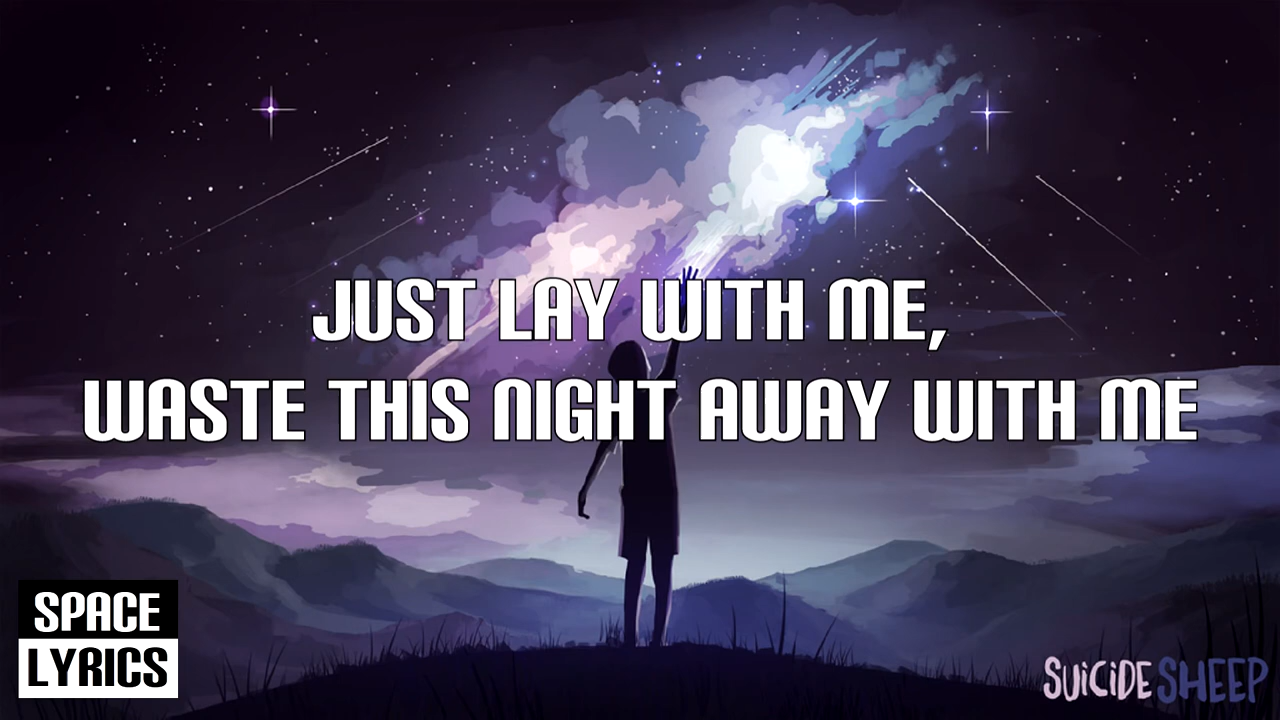 JUST LAY WITH ME,
WASTE THIS NIGHT AWAY WITH ME
SPACE
LYRICS
SUiCiDE SHEEP